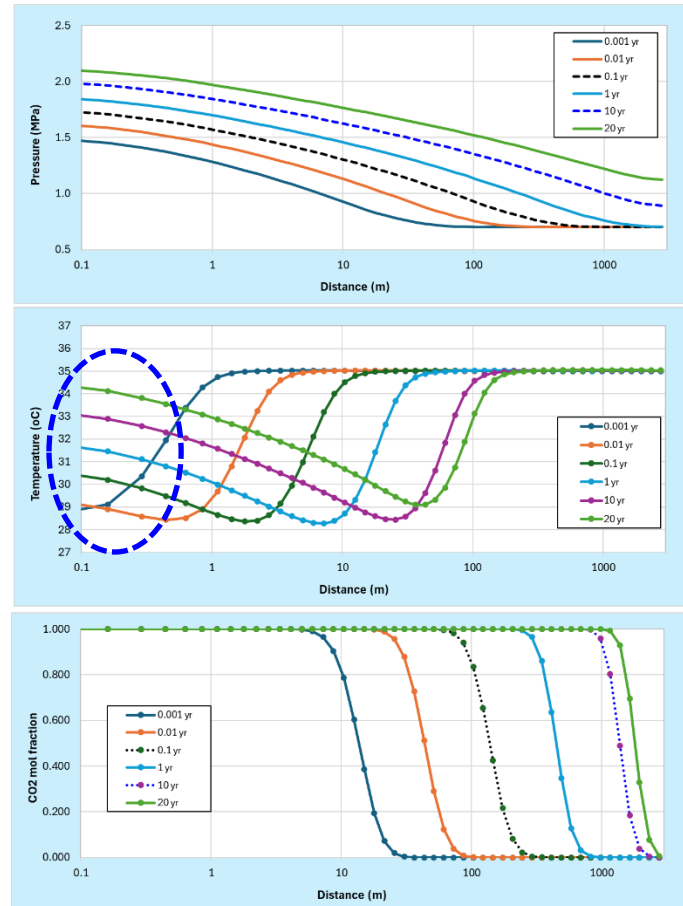 2.5
2.0
1.5
1.0
0.5
Pressure (MPa)
0.1
1
10
100
1000
Distance (m)
0.001 yr
0.01 yr
0.1 yr
1 yr
10 yr
20 yr
37
36
35
34
33
32
31
30
29
28
27
Temperature (oC)
0.1
1
10
100
1000
Distance (m)
0.001 yr
0.01 yr
0.1 yr
1 yr
10 yr
20 yr
1.000
0.800
0.600
0.400
0.200
0.000
CO2 mol fraction
0.1
1
10
100
1000
Distance (m)
0.001 yr
0.01 yr
0.1 yr
1 yr
10 yr
20 yr